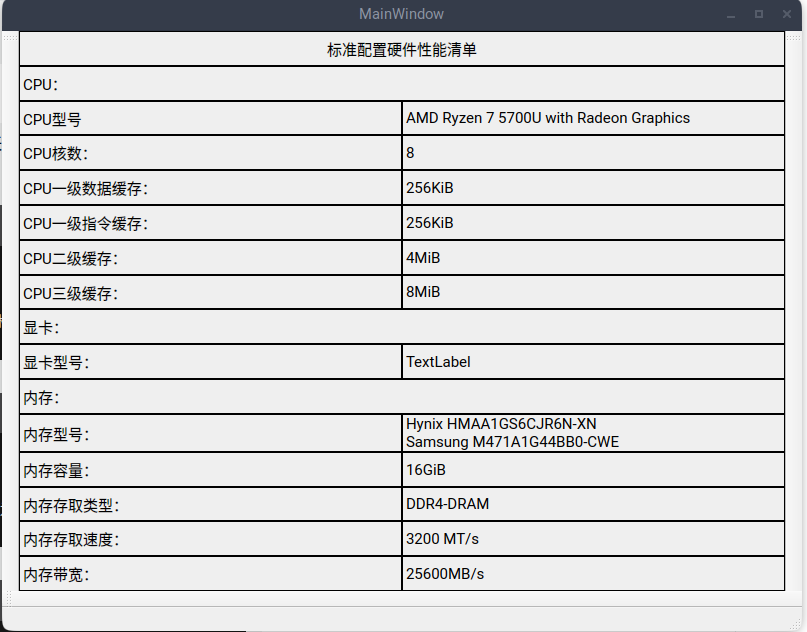 MainWindow
标准配置硬件性能清单
CPU：
CPU型号
AMD Ryzen 7 5700U with Radeon Graphics
CPU核数：
8
CPU一级数据缓存：
256KiB
CPU一级指令缓存：
256KiB
CPU二级缓存：
4MiB
CPU三级缓存：
8MiB
显卡：
显卡型号：
TextLabel
内存：
内存型号：
Hynix HMAA1GS6CJR6N-XN
Samsung M471A1G44BB0-CWE
内存容量：
16GiB
内存存取类型：
DDR4-DRAM
内存存取速度：
3200 MT/s
内存带宽：
25600MB/s